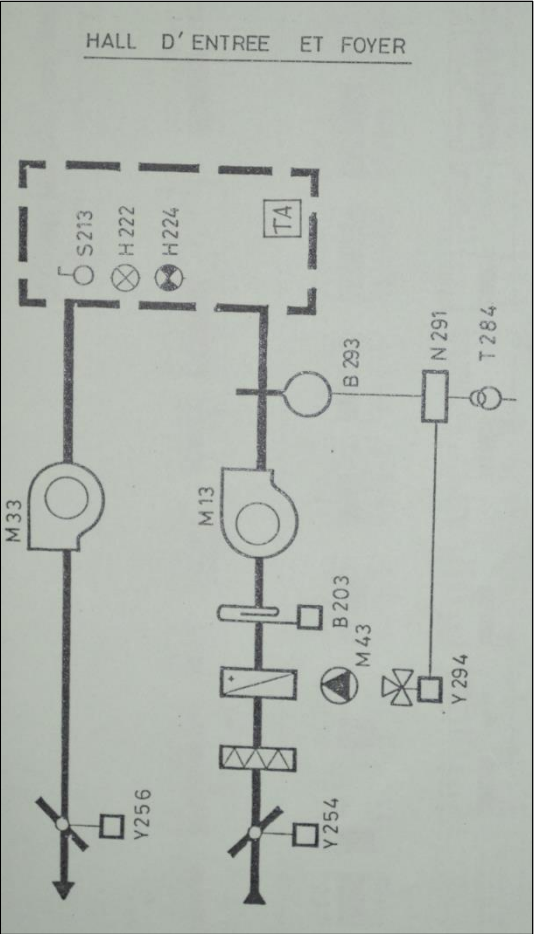 HALL D'ENTREE ET FOYER
S213
H222
H224
TA
N291
T284
B293
M33
M13
B203
M43
Y294
Y256
Y254
+